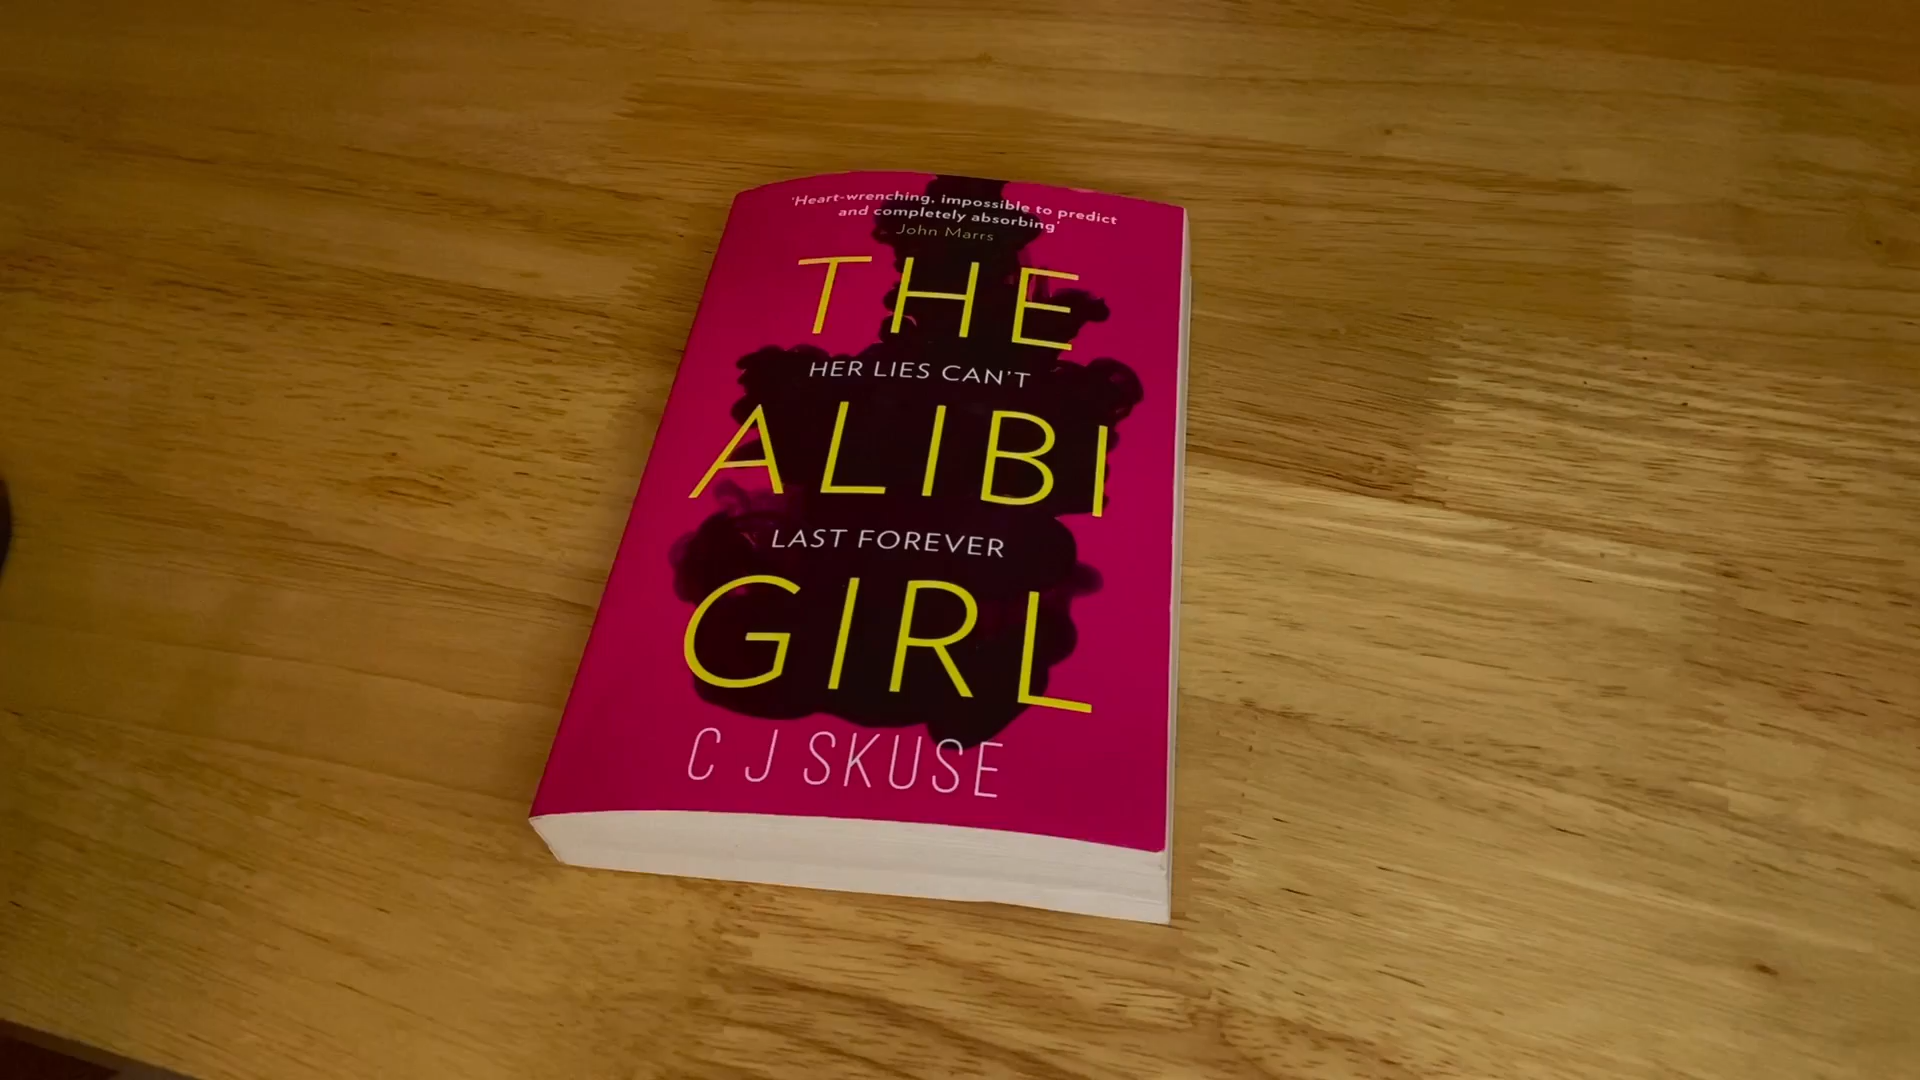 'Heart-wrenching, impossible to predict
and completely absorbing'
John Marrs
THE
HER LIES CAN'T
ALIBI
LAST FOREVER
GIRL
C J SKUSE